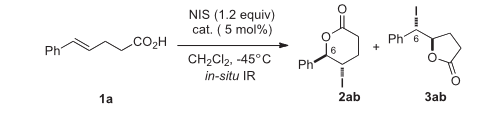 NIS (1.2 equiv)
cat. ( 5 mol%)
CH₂Cl₂, -45°C
in-situ IR
Ph
CO₂H
1a
O
O
6
Ph
I
2ab
+
I
Ph
6
O
O
3ab